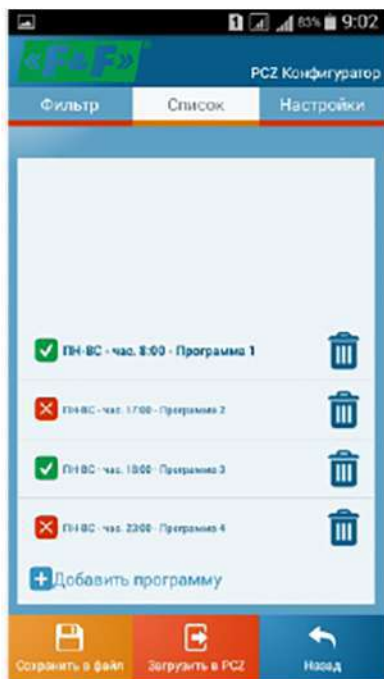 1 83% 9:02
«F&F»
PCZ Конфигуратор
Фильтр Список Настройки
ПН-ВС - час. 8:00 - Программа 1
ПН-ВС - час. 17:00 - Программа 2
ПН-ВС - час. 18:00 - Программа 3
ПН-ВС - час. 23:00 - Программа 4
Добавить программу
Сохранить в файл Загрузить в PCZ Назад